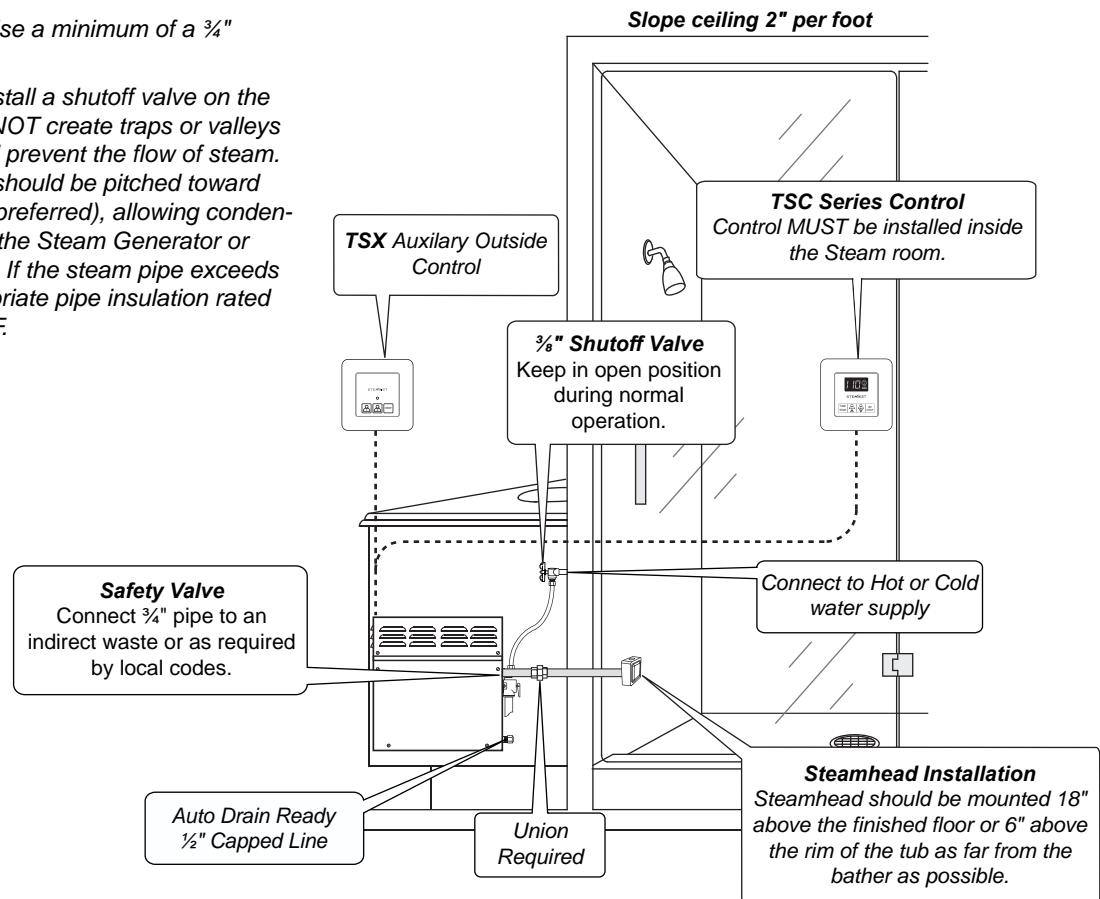 Slope ceiling 2" per foot
se a minimum of a ¾"
stall a shutoff valve on the
NOT create traps or valleys
prevent the flow of steam.
should be pitched toward
preferred), allowing conden-
the Steam Generator or
. If the steam pipe exceeds
riate pipe insulation rated
TSX Auxilary Outside
Control
TSC Series Control
Control MUST be installed inside
the Steam room.
⅜" Shutoff Valve
Keep in open position
during normal
operation.
STEAMIST
110
STEAMIST
Safety Valve
Connect ¾" pipe to an
indirect waste or as required
by local codes.
Connect to Hot or Cold
water supply
Auto Drain Ready
½" Capped Line
Union
Required
Steamhead Installation
Steamhead should be mounted 18"
above the finished floor or 6" above
the rim of the tub as far from the
bather as possible.